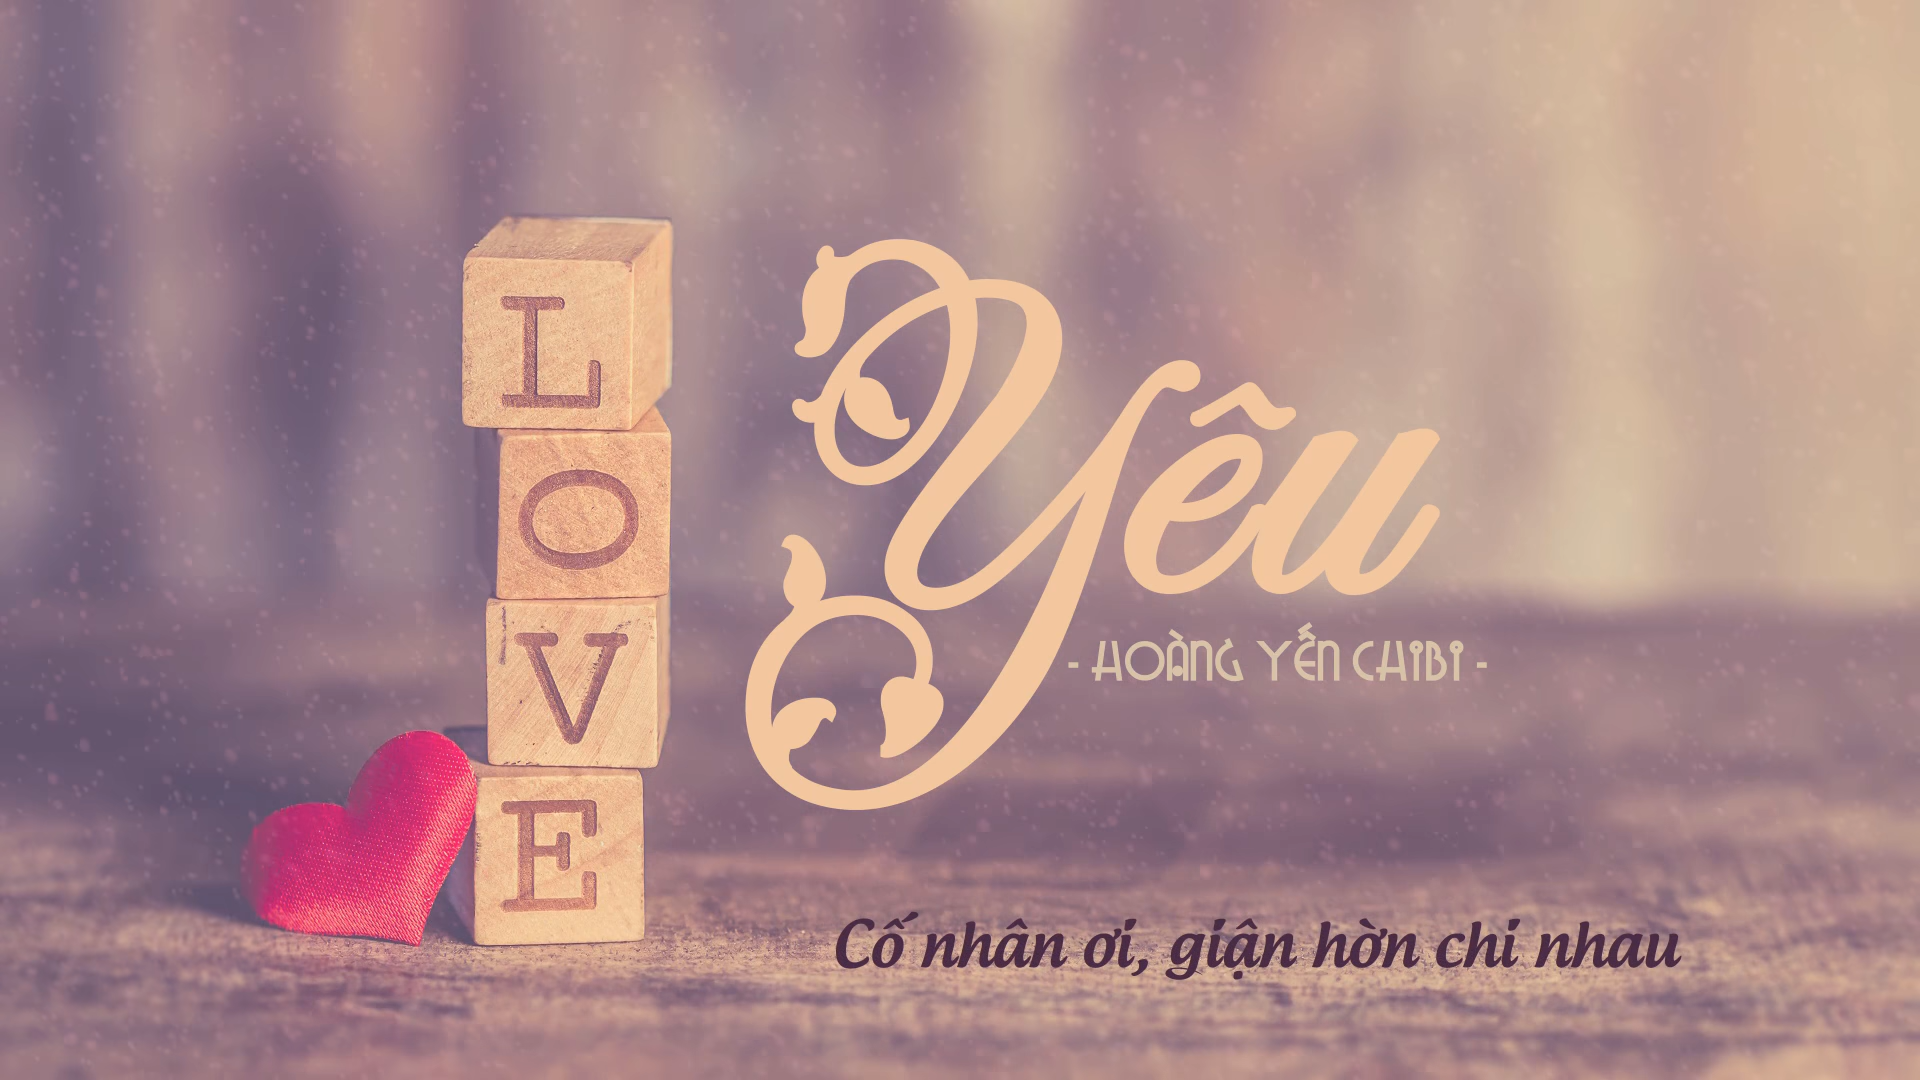 L
O
V
E
Yêu
- HOÀNG YẾN CHIBI -
Cố nhân ơi, giận hờn chi nhau